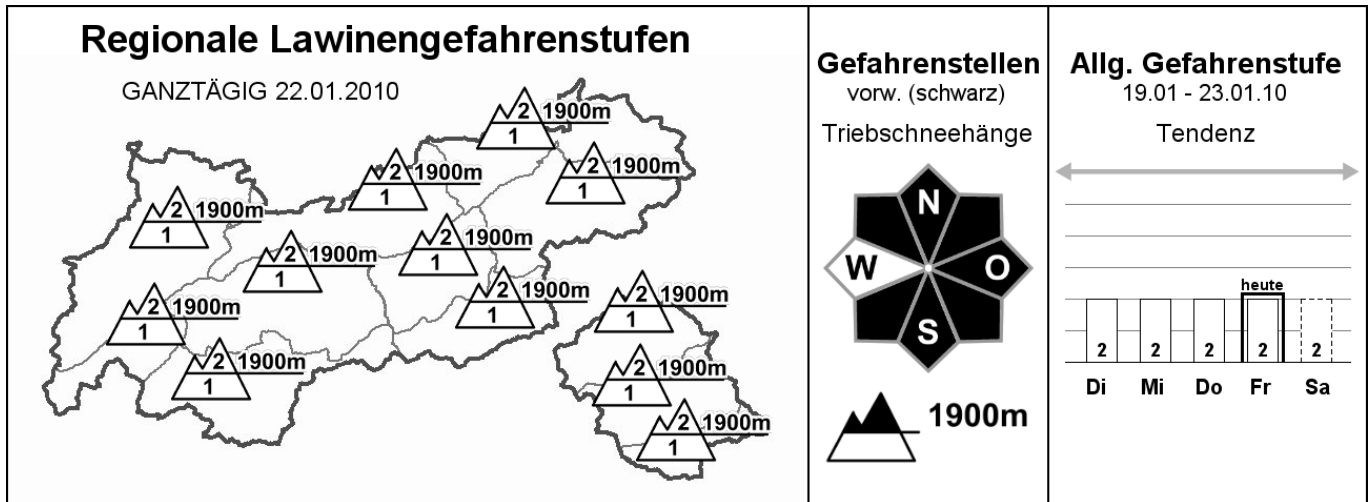 Regionale Lawinengefahrenstufen
GANZTÄGIG 22.01.2010
2 1900m
1
2 1900m
1
2 1900m
1
2 1900m
1
2 1900m
1
2 1900m
1
2 1900m
1
2 1900m
1
2 1900m
1
2 1900m
1
2 1900m
1
2 1900m
1
Gefahrenstellen
vorw. (schwarz)
Triebschneehänge
N
W O
S
1900m
Allg. Gefahrenstufe
19.01 - 23.01.10
Tendenz
heute
2 2 2 2 2
Di Mi Do Fr Sa